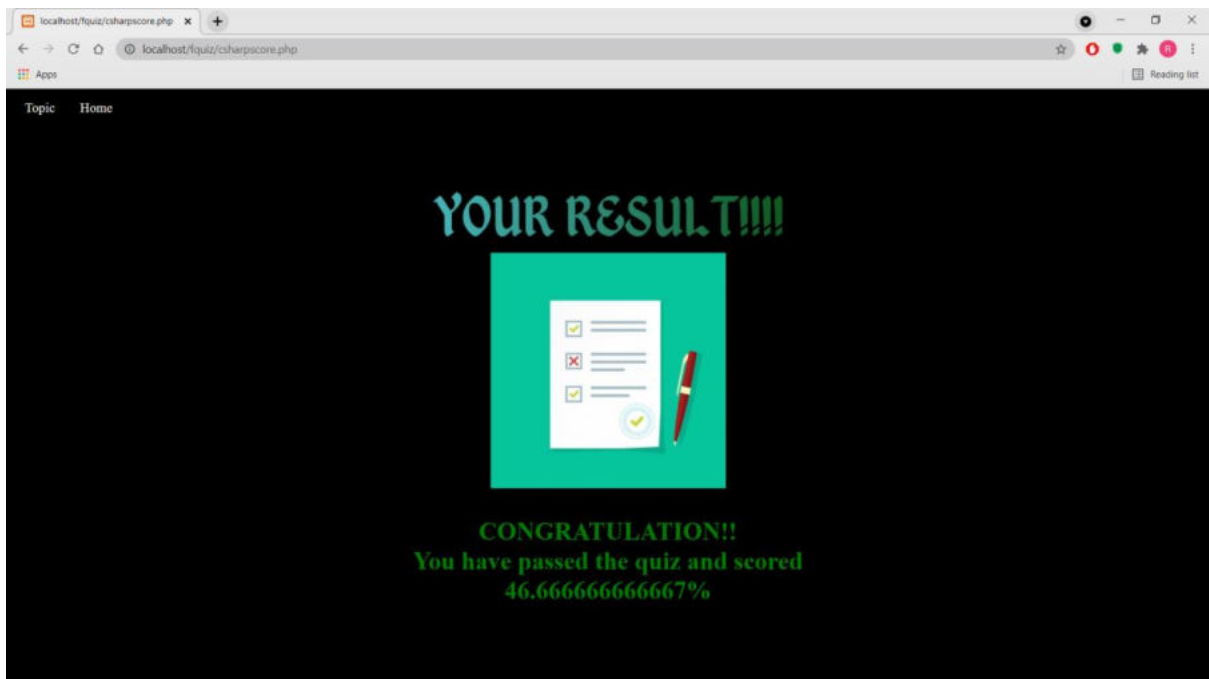 localhost/fquiz/csharpscore.php
localhost/fquiz/csharpscore.php
R
Apps
Reading list
Topic Home
YOUR RESULT!!!!
CONGRATULATION!!
You have passed the quiz and scored
46.666666666667%